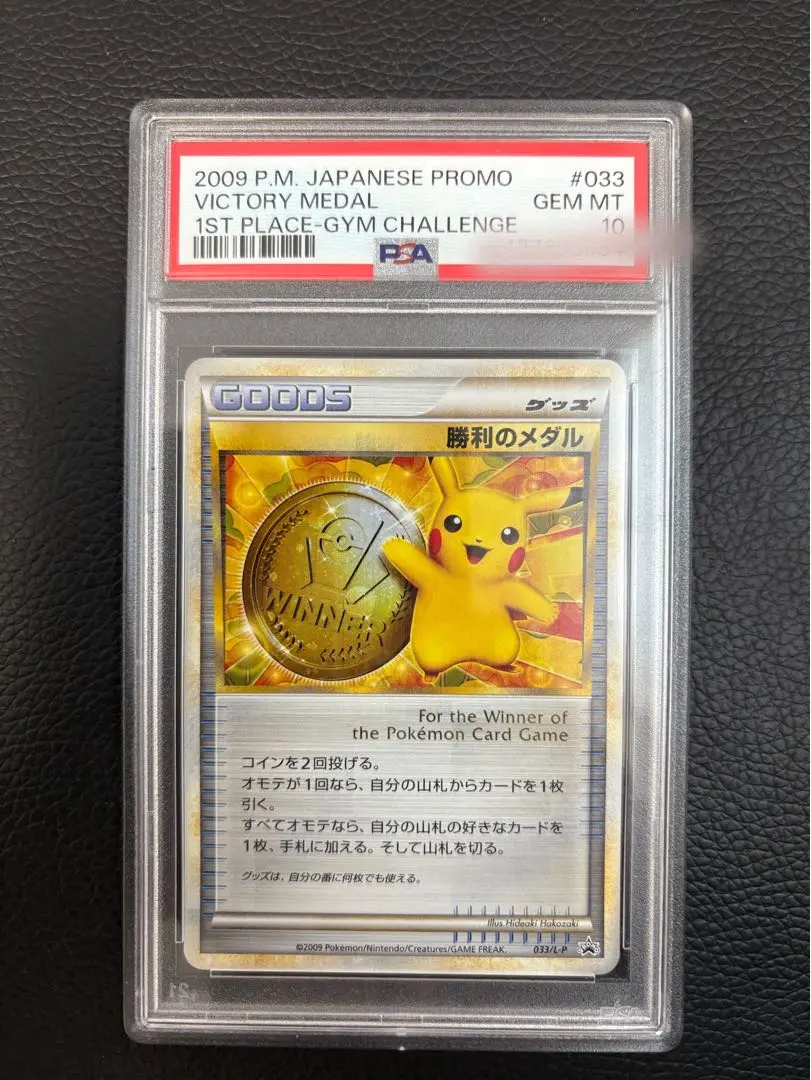 2009 P.M. JAPANESE PROMO #033
VICTORY MEDAL GEM MT
1ST PLACE-GYM CHALLENGE 10
PSA
GOODS グッズ
勝利のメダル
WINNER
For the Winner of
the Pokémon Card Game
コインを2回投げる。
オモテが1回なら、自分の山札からカードを1枚
引く。
すべてオモテなら、自分の山札の好きなカードを
1枚、手札に加える。そして山札を切る。
グッズは、自分の番に何枚でも使える。
Illus. Hideaki Hakozaki
©2009 Pokémon/Nintendo/Creatures/GAME FREAK. 033/L-P